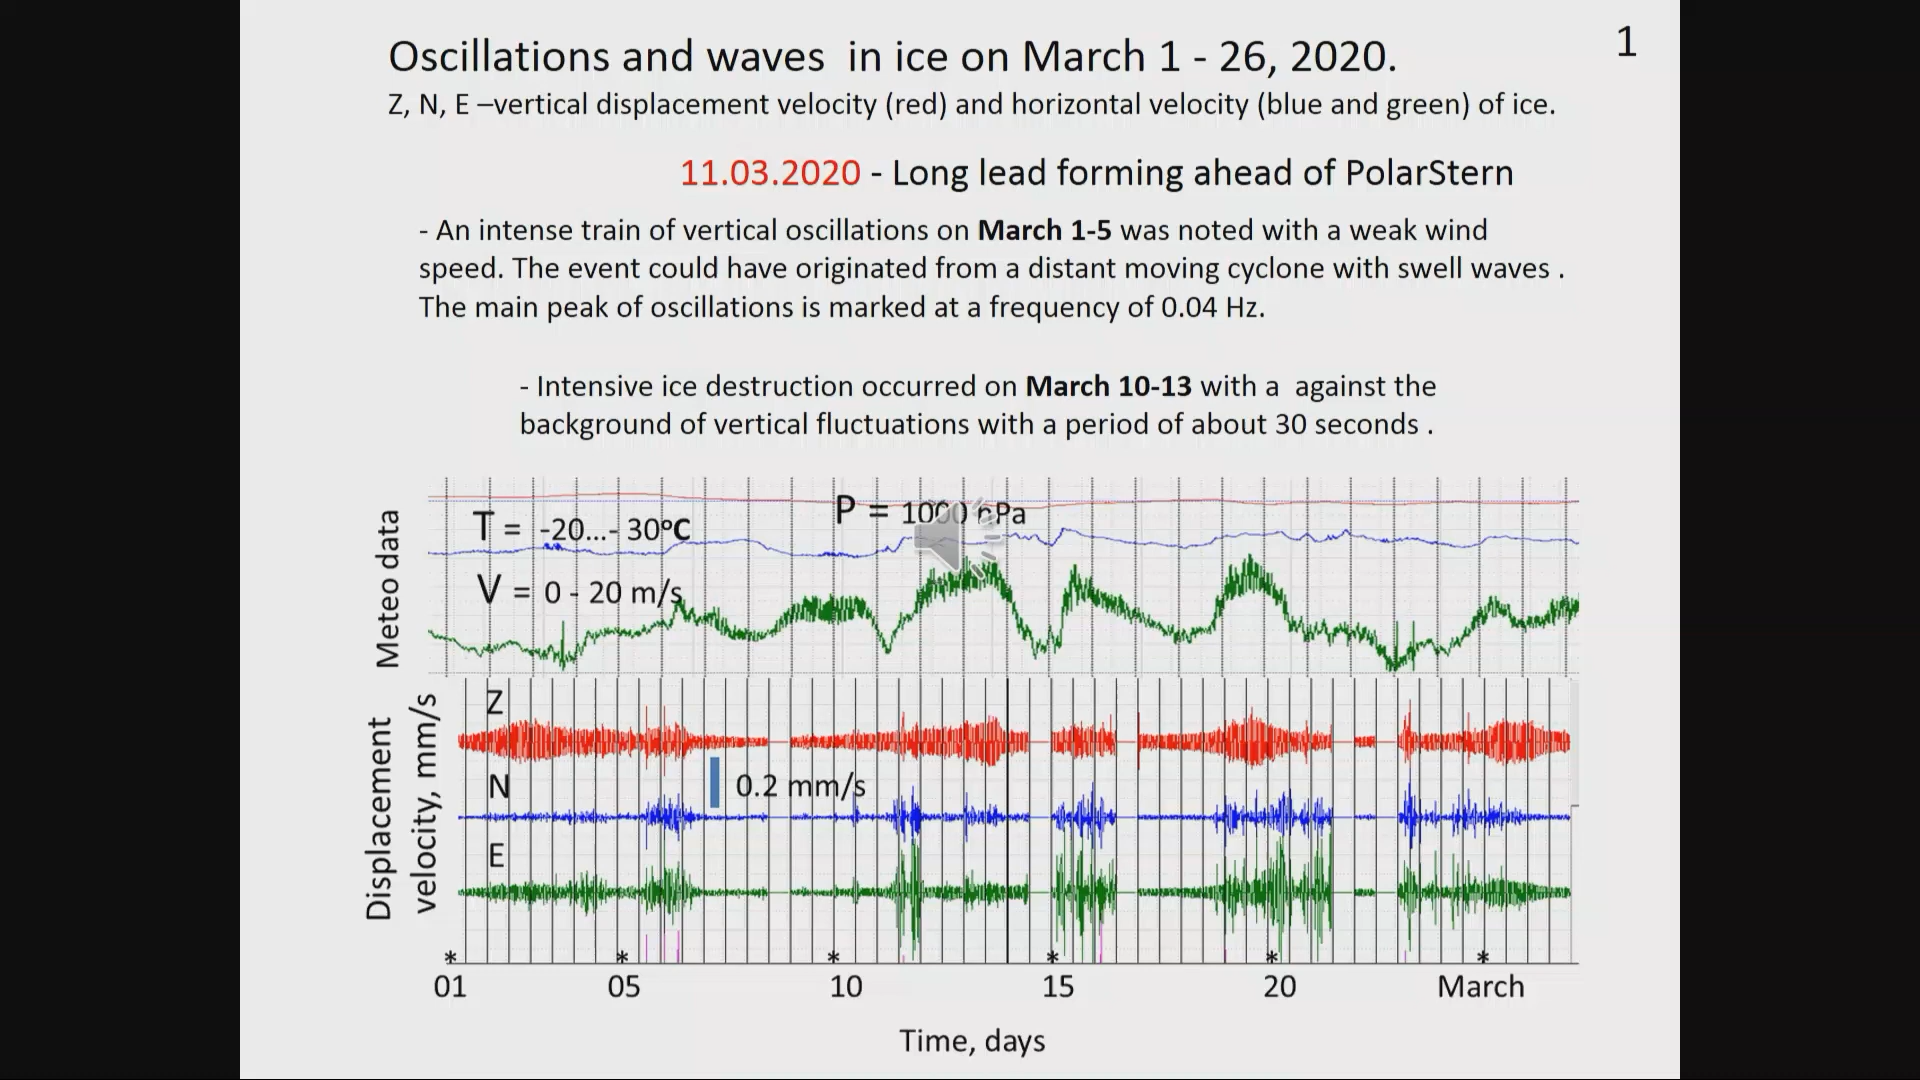 Oscillations and waves in ice on March 1 - 26, 2020.
1
Z, N, E –vertical displacement velocity (red) and horizontal velocity (blue and green) of ice.
11.03.2020 - Long lead forming ahead of PolarStern
- An intense train of vertical oscillations on March 1-5 was noted with a weak wind
speed. The event could have originated from a distant moving cyclone with swell waves .
The main peak of oscillations is marked at a frequency of 0.04 Hz.
- Intensive ice destruction occurred on March 10-13 with a against the
background of vertical fluctuations with a period of about 30 seconds .
Meteo data
T = -20...- 30°C
P = 1000 hPa
V = 0 - 20 m/s
Displacement
velocity, mm/s
Z
N
0.2 mm/s
E
* * * * * *
01 05 10 15 20 March
Time, days